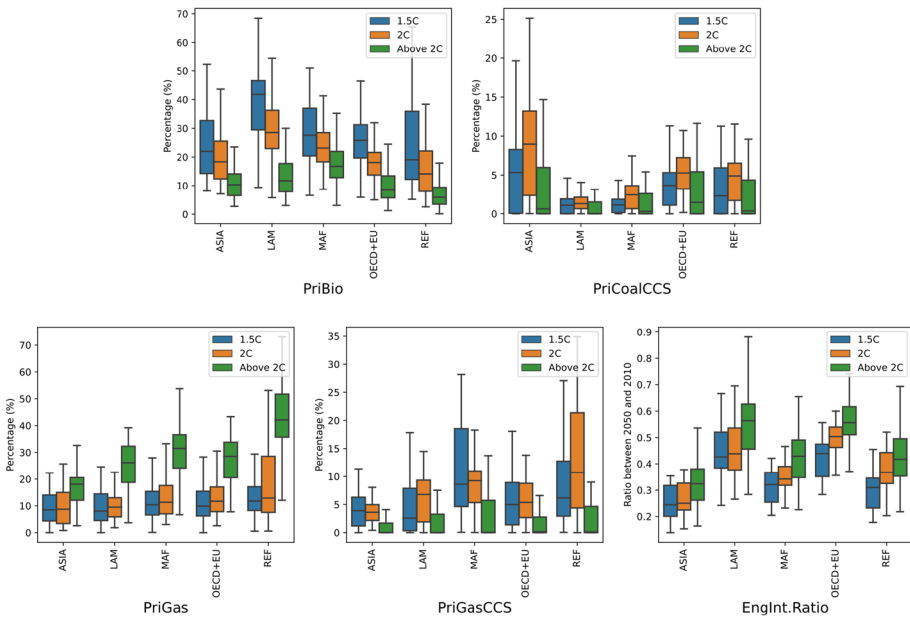 70
60
50
40
30
20
10
0
Percentage (%)
1.5C
2C
Above 2C
ASIA
LAM
MAF
OECD+EU
REF
PriBio
25
20
15
10
5
0
Percentage (%)
1.5C
2C
Above 2C
ASIA
LAM
MAF
OECD+EU
REF
PriCoalCCS
70
60
50
40
30
20
10
0
Percentage (%)
1.5C
2C
Above 2C
ASIA
LAM
MAF
OECD+EU
REF
PriGas
35
30
25
20
15
10
5
0
Percentage (%)
1.5C
2C
Above 2C
ASIA
LAM
MAF
OECD+EU
REF
PriGasCCS
0.9
0.8
0.7
0.6
0.5
0.4
0.3
0.2
Ratio between 2050 and 2010
1.5C
2C
Above 2C
ASIA
LAM
MAF
OECD+EU
REF
EngInt.Ratio